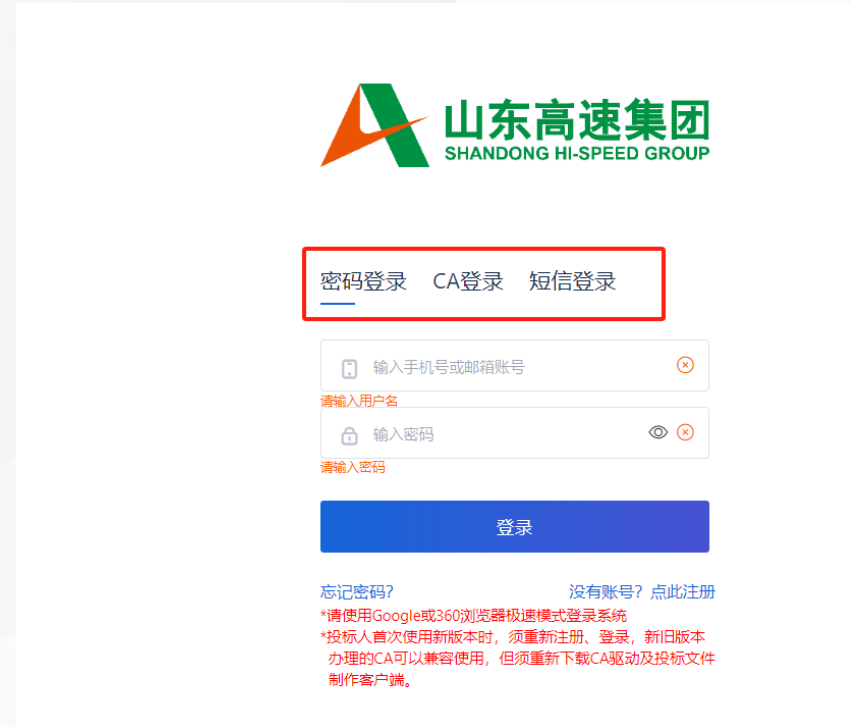 山东高速集团
SHANDONG HI-SPEED GROUP
密码登录 CA登录 短信登录
输入手机号或邮箱账号
请输入用户名
输入密码
请输入密码
登录
忘记密码? 没有账号? 点此注册
*请使用Google或360浏览器极速模式登录系统
*投标人首次使用新版本时，须重新注册、登录，新旧版本
办理的CA可以兼容使用，但须重新下载CA驱动及投标文件
制作客户端。